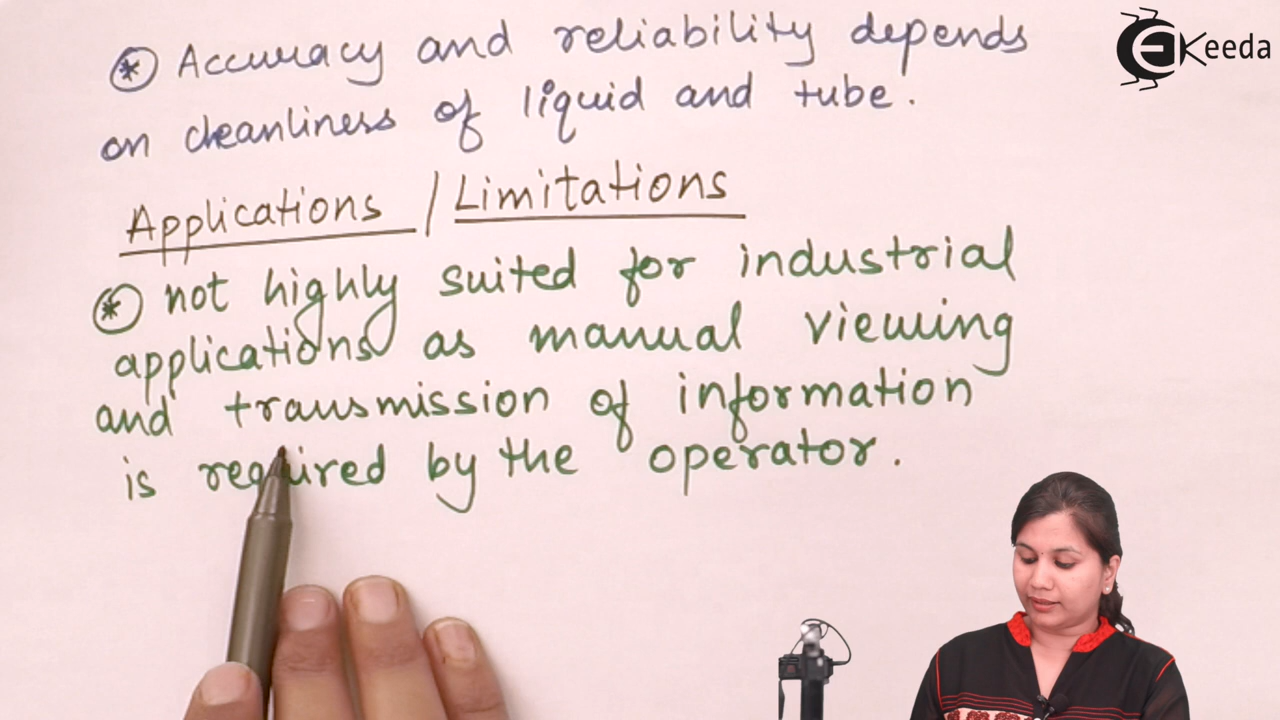 * Accuracy and reliability depends
on cleanliness of liquid and tube.
Applications / Limitations
* not highly suited for industrial
applications as manual viewing
and transmission of information
is required by the operator.
EKeeda